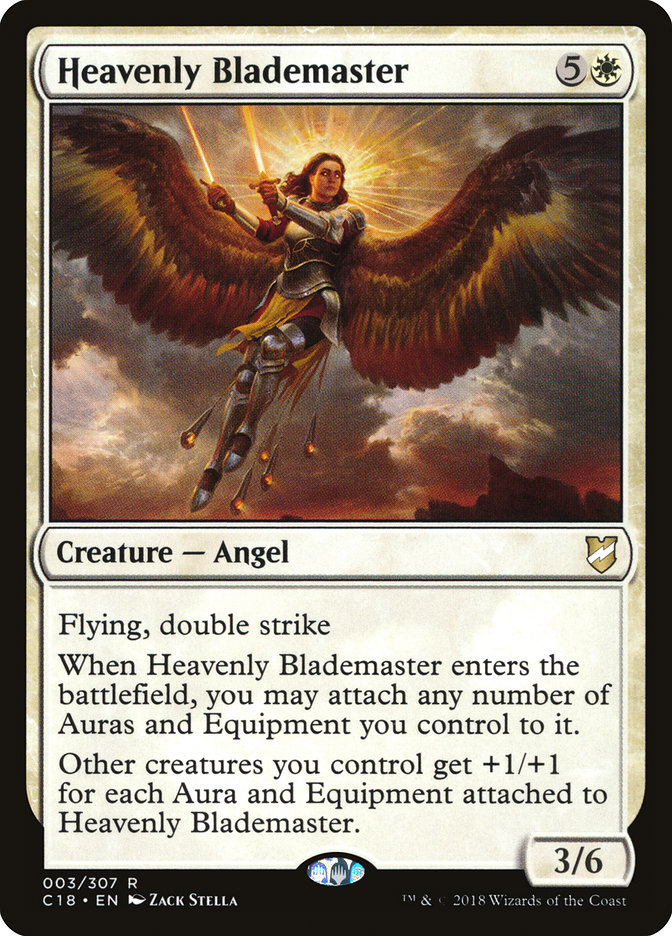 Heavenly Blademaster 5
Creature — Angel
Flying, double strike
When Heavenly Blademaster enters the
battlefield, you may attach any number of
Auras and Equipment you control to it.
Other creatures you control get +1/+1
for each Aura and Equipment attached to
Heavenly Blademaster.
3/6
003/307 R
C18 • EN Zack Stella
™ & © 2018 Wizards of the Coast